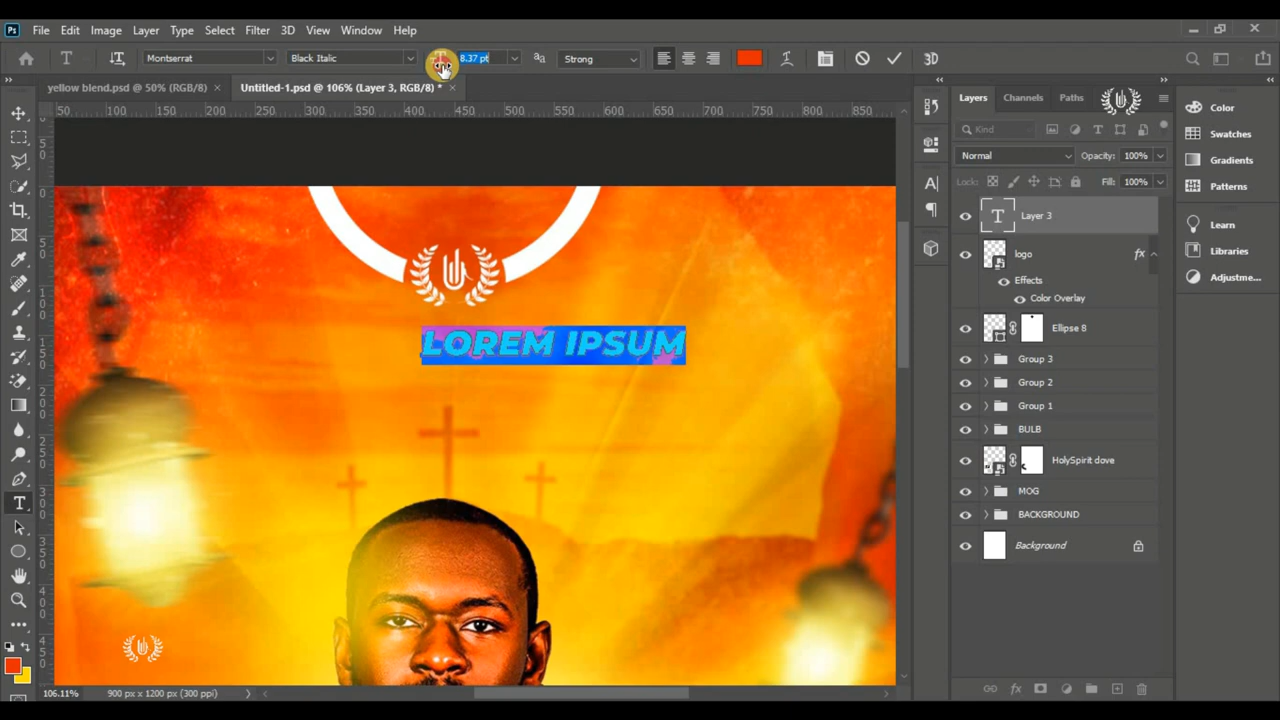 Ps File Edit Image Layer Type Select Filter 3D View Window Help
T Montserrat Black Italic 8.37 pt aa Strong 3D
yellow blend.psd @ 50% (RGB/8) × Untitled-1.psd @ 106% (Layer 3, RGB/8) * ×
50 100 150 200 250 300 350 400 450 500 550 600 650 700 750 800 850
Layers Channels Paths
Kind
Normal Opacity: 100%
Lock: Fill: 100%
Layer 3
logo fx
Effects
Color Overlay
Ellipse 8
Group 3
Group 2
Group 1
BULB
HolySpirit dove
MOG
BACKGROUND
Background
Color
Swatches
Gradients
Patterns
Learn
Libraries
Adjustme...
LOREM IPSUM
106.11% 900 px x 1200 px (300 ppi)